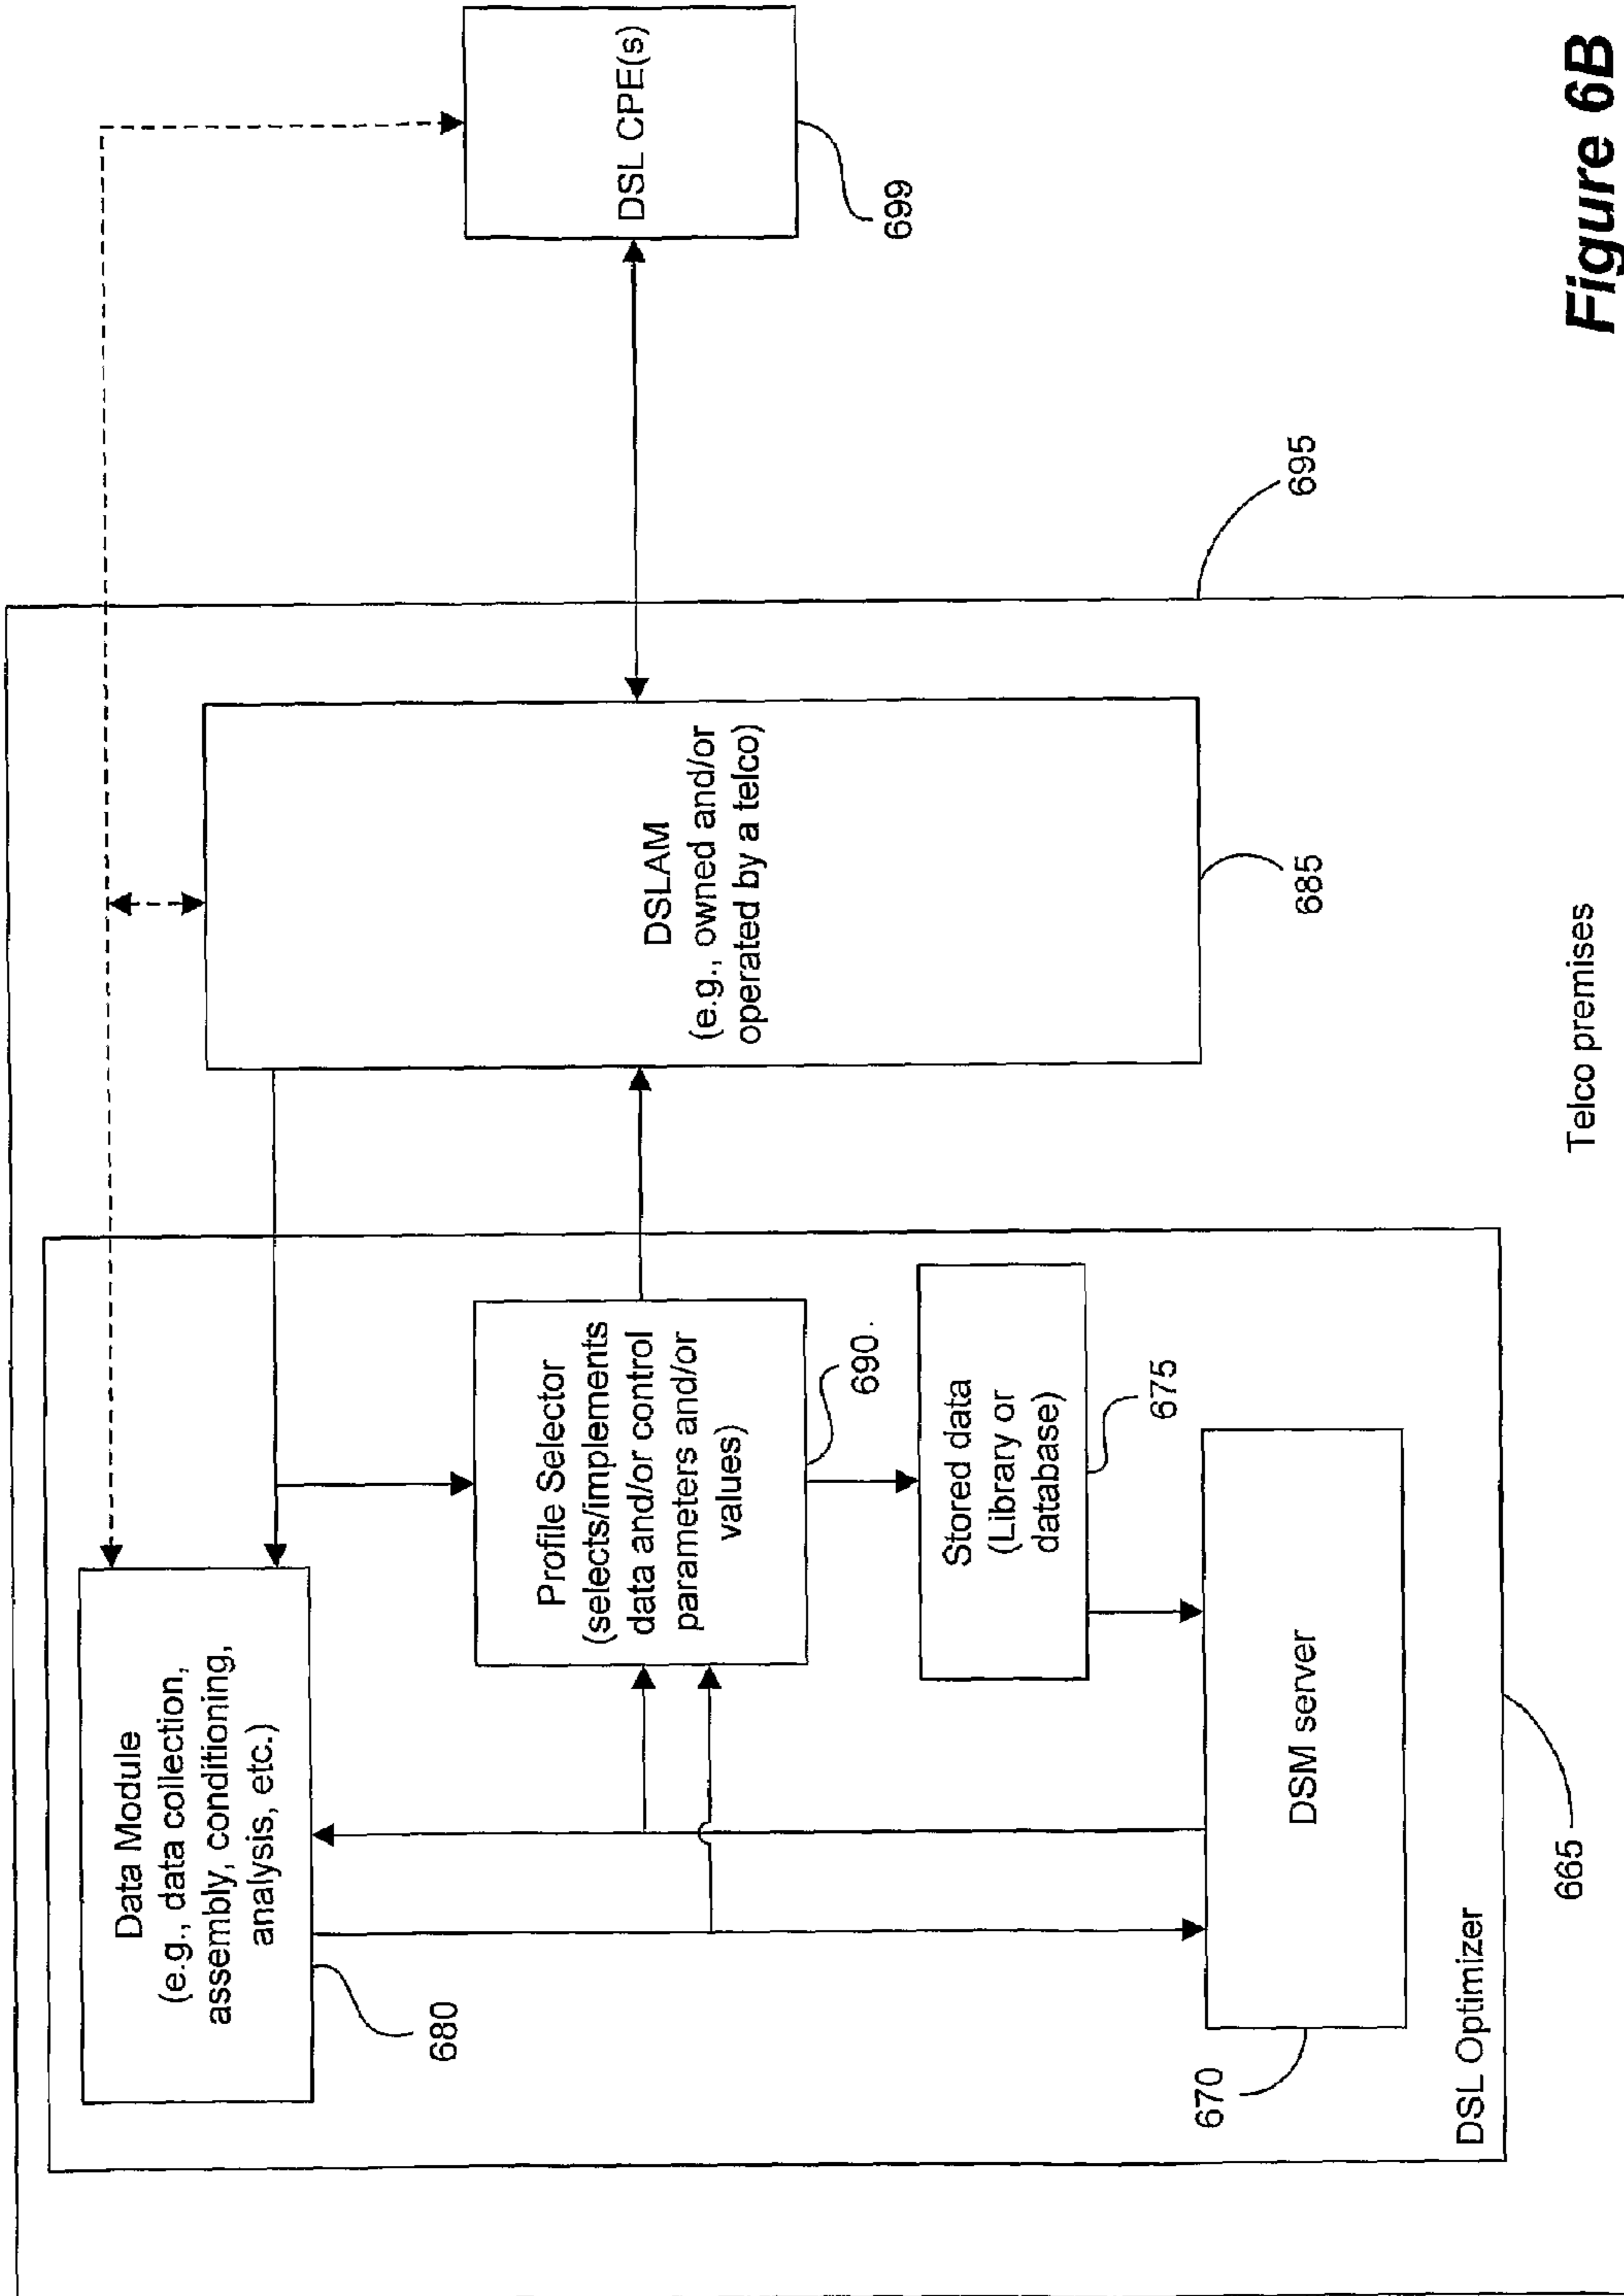 Data Module
(e.g., data collection,
assembly, conditioning,
analysis, etc.)
680
Profile Selector
(selects/implements
data and/or control
parameters and/or
values)
690
Stored data
(Library or
database)
675
DSM server
670
DSL Optimizer
665
DSLAM
(e.g., owned and/or
operated by a telco)
685
Telco premises
695
DSL CPE(s)
699
Figure 6B